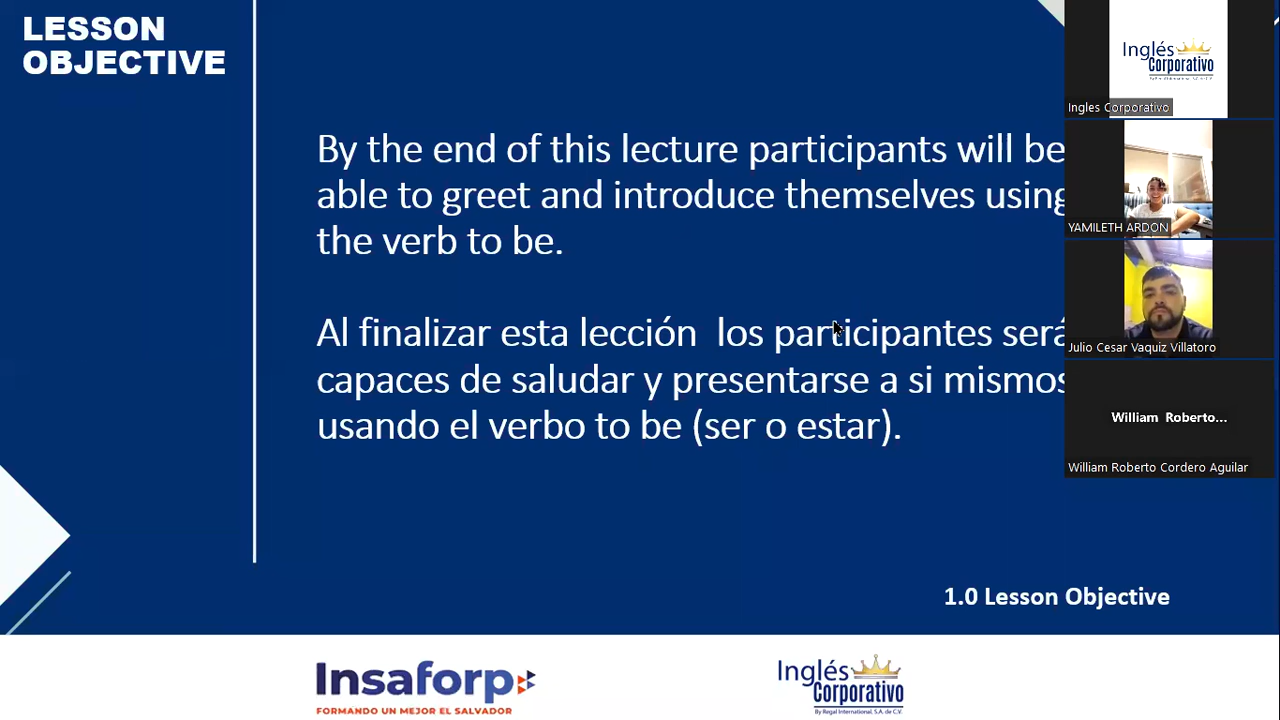 LESSON
OBJECTIVE
By the end of this lecture participants will be
able to greet and introduce themselves using
the verb to be.
Al finalizar esta lección los participantes será
capaces de saludar y presentarse a si mismos
usando el verbo to be (ser o estar).
1.0 Lesson Objective
Insaforp
FORMANDO UN MEJOR EL SALVADOR
Inglés
Corporativo
By Regal International, S.A. de C.V.
Inglés
Corporativo
Ingles Corporativo
YAMILETH ARDON
Julio Cesar Vaquiz Villatoro
William Roberto...
William Roberto Cordero Aguilar